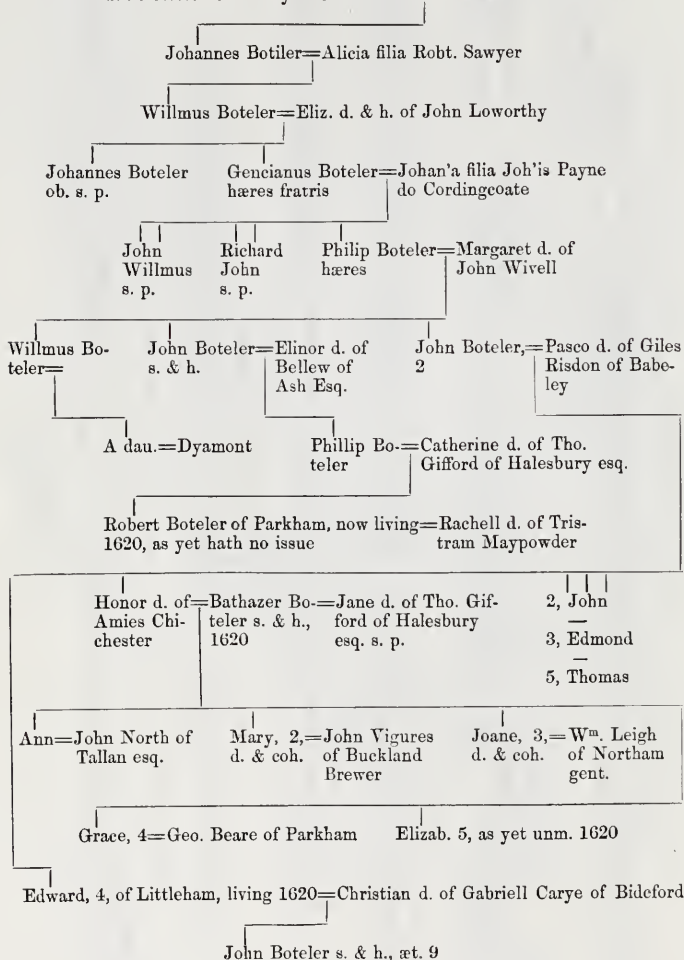 Johannes Botiler=Alicia filia Robt. Sawyer
Willmus Boteler=Eliz. d. & h. of John Loworthy
Johannes Boteler
ob. s. p.
Gencianus Boteler=Johan'a filia Joh'is Payne
hæres fratris
do Cordingcoate
John
Willmus
s. p.
Richard
John
s. p.
Philip Boteler=Margaret d. of
hæres
John Wivell
Willmus Bo-
teler=
John Boteler=Elinor d. of
s. & h.
Bellew of
Ash Esq.
John Boteler,=Pasco d. of Giles
2
Risdon of Babe-
ley
A dau.=Dyamont
Phillip Bo-=Catherine d. of Tho.
teler
Gifford of Halesbury esq.
Robert Boteler of Parkham, now living=Rachell d. of Tris-
1620, as yet hath no issue
tram Maypowder
Honor d. of=Bathazer Bo-=Jane d. of Tho. Gif-
Amies Chi-
chester
teler s. & h.,
1620
ford of Halesbury
esq. s. p.
2, John
—
3, Edmond
—
5, Thomas
Ann=John North of
Tallan esq.
Mary, 2,=John Vigures
d. & coh.
of Buckland
Brewer
Joane, 3,=Wm. Leigh
d. & coh.
of Northam
gent.
Grace, 4=Geo. Beare of Parkham
Elizab. 5, as yet unm. 1620
Edward, 4, of Littleham, living 1620=Christian d. of Gabriell Carye of Bideford
John Boteler s. & h., æt. 9